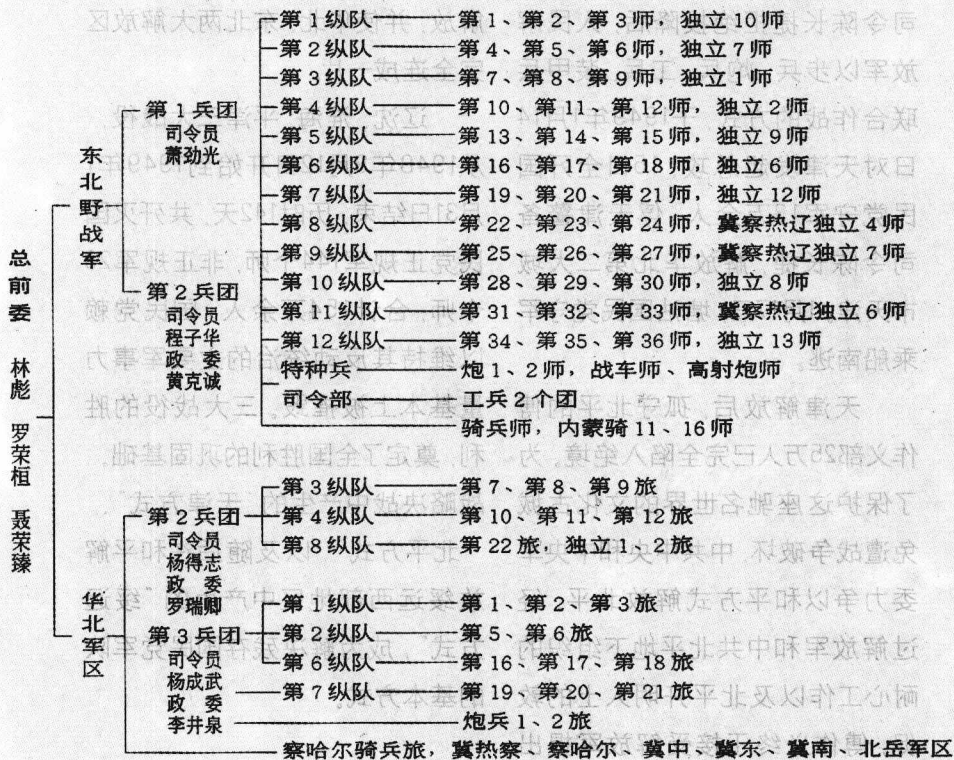 总前委 林彪 罗荣桓 聂荣臻
东北野战军
第1兵团
司令员
萧劲光
第2兵团
司令员
程子华
政委
黄克诚
第1纵队 第1、第2、第3师，独立10师
第2纵队 第4、第5、第6师，独立7师
第3纵队 第7、第8、第9师，独立1师
第4纵队 第10、第11、第12师，独立2师
第5纵队 第13、第14、第15师，独立9师
第6纵队 第16、第17、第18师，独立3师
第7纵队 第19、第20、第21师，独立12师
第8纵队 第22、第23、第24师，冀察热辽独立4师
第9纵队 第25、第26、第27师，冀察热辽独立7师
第10纵队 第28、第29、第30师，独立8师
第11纵队 第31、第32、第33师，冀察热辽独立6师
第12纵队 第34、第35、第36师，独立13师
特种兵 炮1、2师，战车师、高射炮师
司令部 工兵2个团
骑兵师，内蒙骑11、16师
华北军区
第2兵团
司令员
杨得志
政委
罗瑞卿
第3纵队 第7、第8、第9旅
第4纵队 第10、第11、第12旅
第8纵队 第22旅，独立1、2旅
第3兵团
司令员
杨成武
政委
李井泉
第1纵队 第1、第2、第3旅
第2纵队 第5、第6旅
第6纵队 第16、第17、第18旅
第7纵队 第19、第20、第21旅
炮兵1、2旅
察哈尔骑兵旅，冀热察、察哈尔、冀中、冀东、冀南、北岳军区